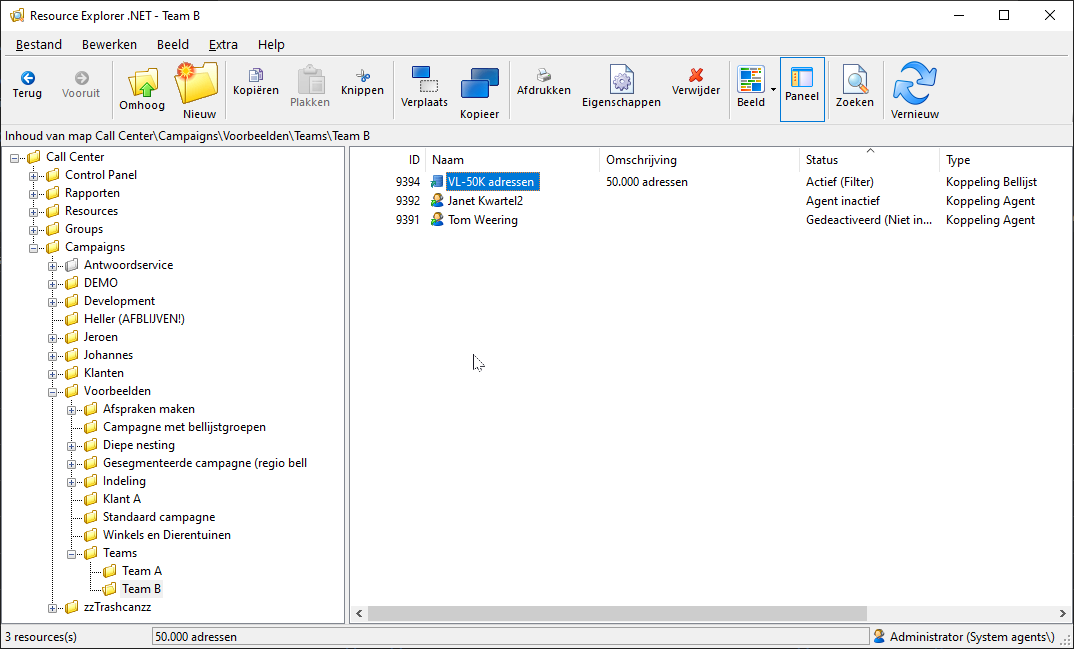 Resource Explorer .NET - Team B
Bestand Bewerken Beeld Extra Help
Terug Vooruit Omhoog Nieuw Kopiëren Plakken Knippen Verplaats Kopieer Afdrukken Eigenschappen Verwijder Beeld Paneel Zoeken Vernieuw
Inhoud van map Call Center\Campaigns\Voorbeelden\Teams\Team B
Call Center
Control Panel
Rapporten
Resources
Groups
Campaigns
Antwoordservice
DEMO
Development
Heller (AFBLIJVEN!)
Jeroen
Johannes
Klanten
Voorbeelden
Afspraken maken
Campagne met bellijstgroepen
Diepe nesting
Gesegmenteerde campagne (regio bell
Indeling
Klant A
Standaard campagne
Winkels en Dierentuinen
Teams
Team A
Team B
zzTrashcanzz
ID Naam Omschrijving Status Type
9394 VL-50K adressen 50.000 adressen Actief (Filter) Koppeling Bellijst
9392 Janet Kwartel2 Agent inactief Koppeling Agent
9391 Tom Weering Gedeactiveerd (Niet in... Koppeling Agent
3 resources(s) 50.000 adressen Administrator (System agents\)